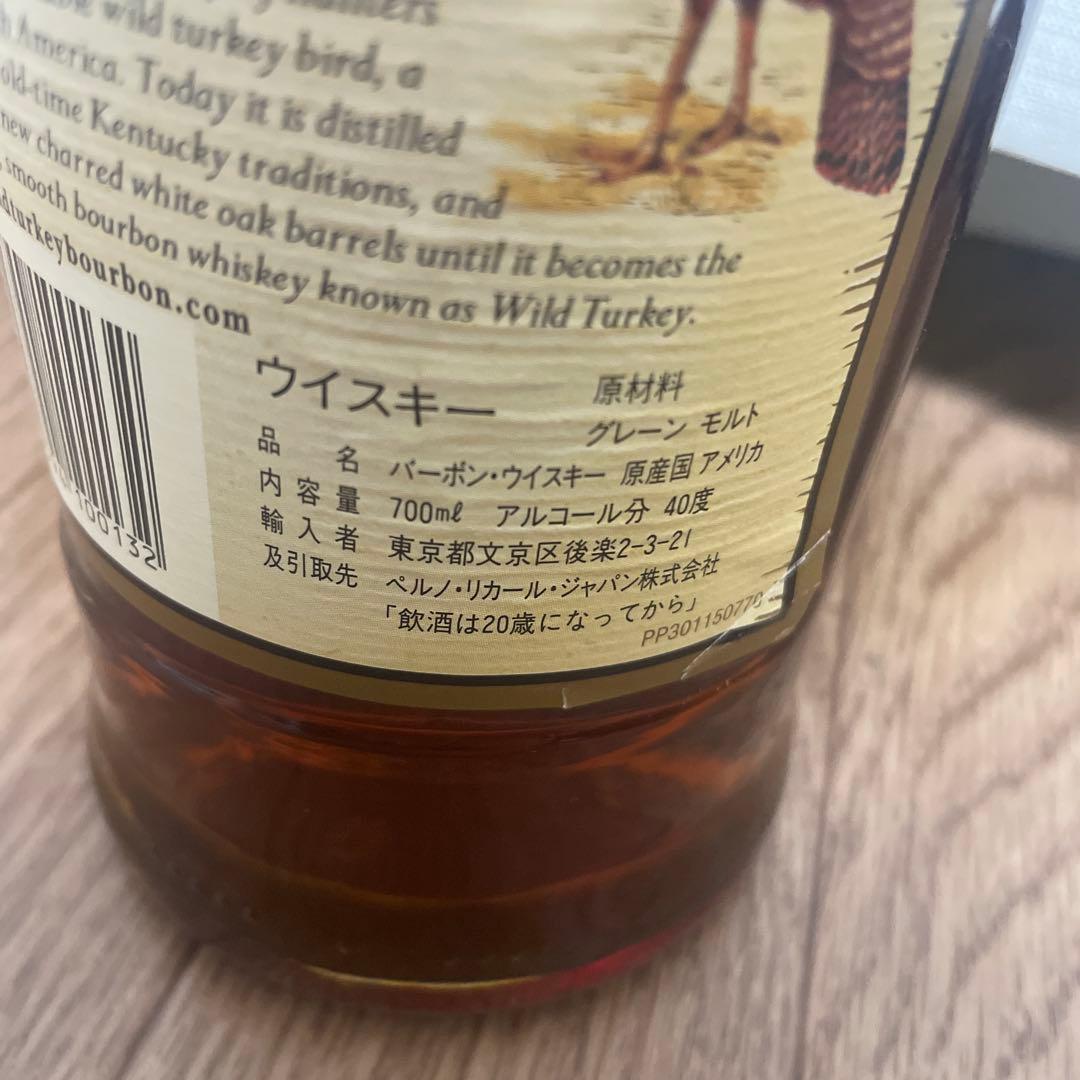 wild turkey bird, a
America. Today it is distilled
old-time Kentucky traditions, and
new charred white oak barrels until it becomes the
smooth bourbon whiskey known as Wild Turkey.
dturkeybourbon.com
ウイスキー
原材料
グレーン モルト
品名 バーボン・ウイスキー 原産国 アメリカ
内容量 700mℓ アルコール分 40度
輸入者 東京都文京区後楽2-3-21
及引取先 ペルノ・リカール・ジャパン株式会社
「飲酒は20歳になってから」
PP30115077
100132